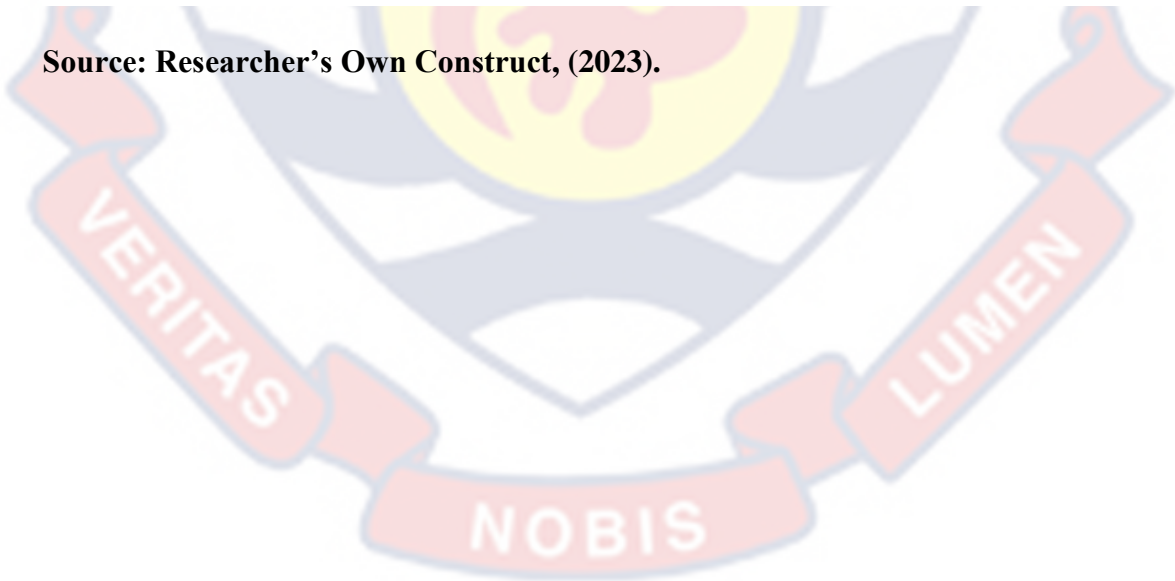 Source: Researcher's Own Construct, (2023).
VERITAS
NOBIS
LUMEN